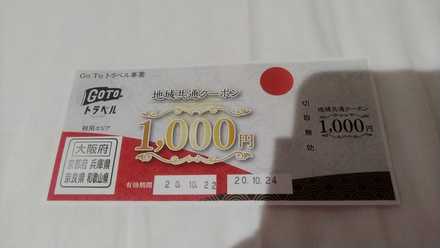 Go To トラベル事業
GOTO
トラベル
地域共通クーポン
1,000円
利用エリア
大阪府
京都府 兵庫県
奈良県 和歌山県
有効期間 20.10.22 20.10.24
切取無効
地域共通クーポン
1,000円